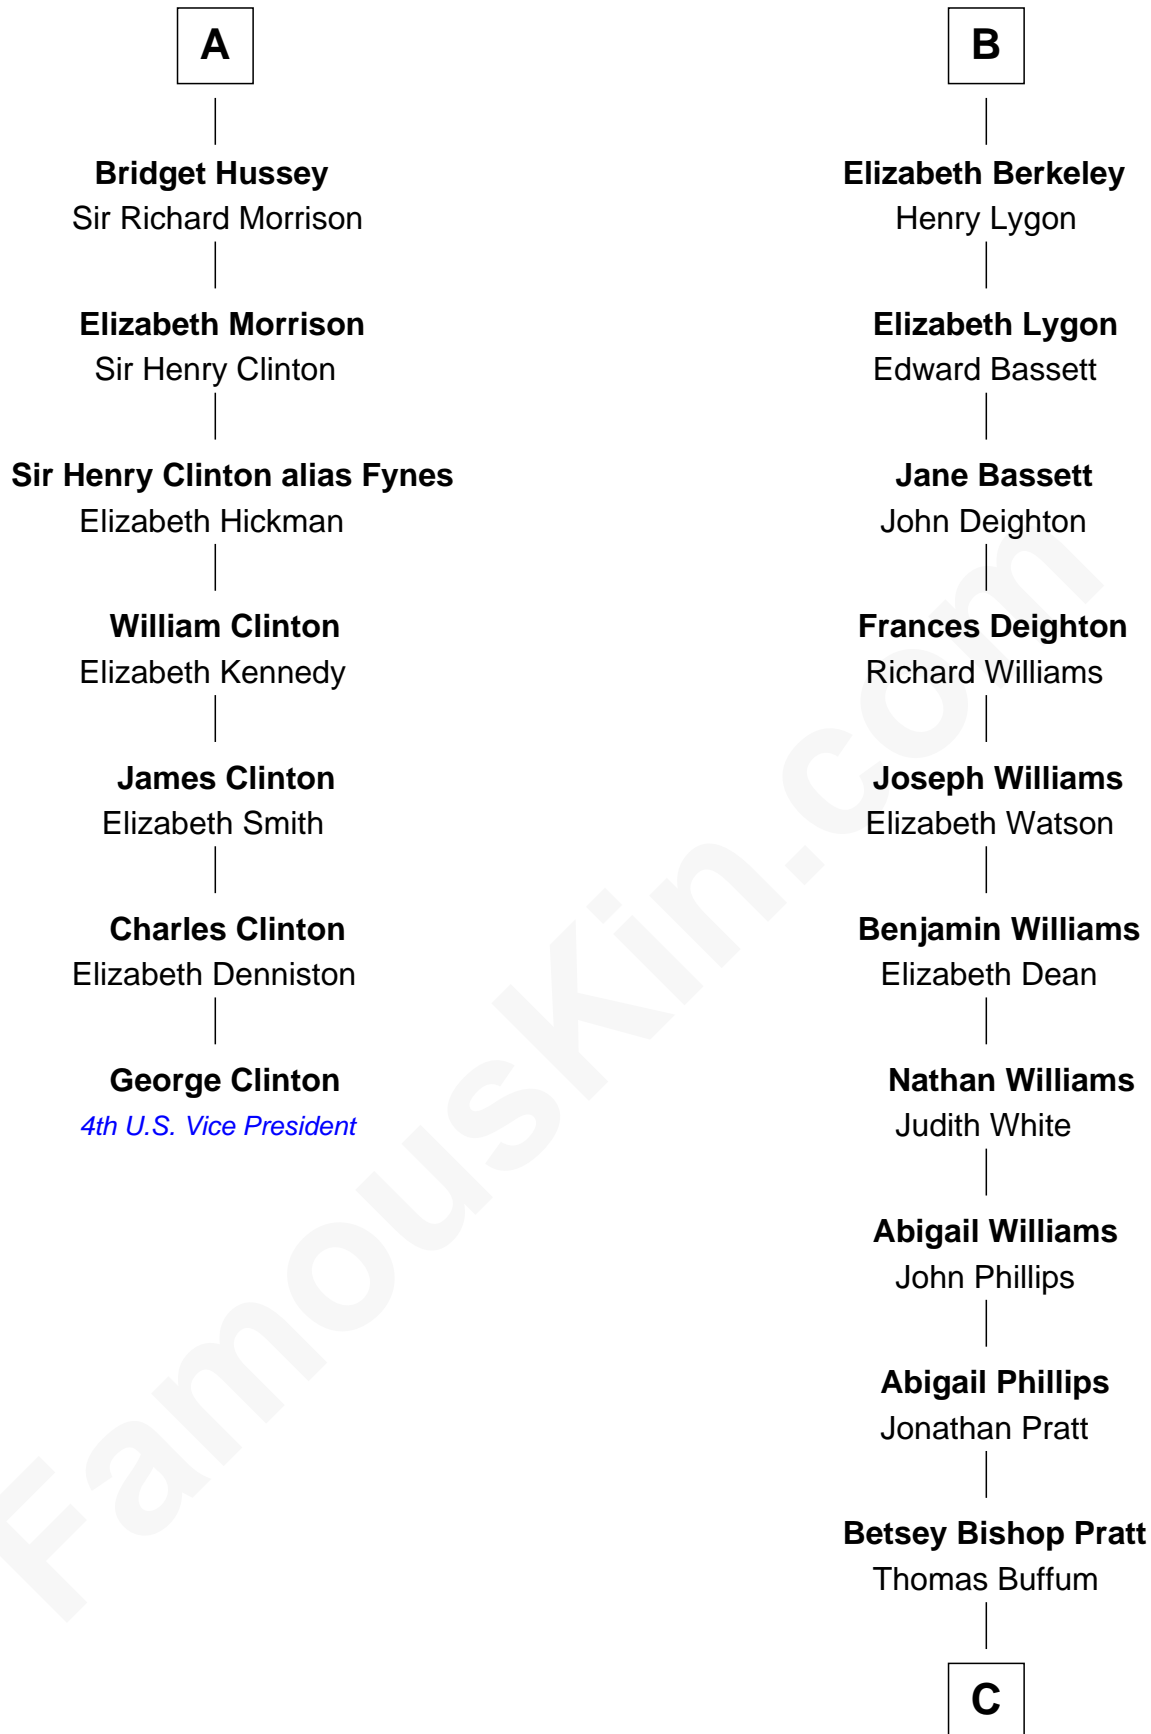 A
Bridget Hussey
Sir Richard Morrison
Elizabeth Morrison
Sir Henry Clinton
Sir Henry Clinton alias Fynes
Elizabeth Hickman
William Clinton
Elizabeth Kennedy
James Clinton
Elizabeth Smith
Charles Clinton
Elizabeth Denniston
George Clinton
4th U.S. Vice President
B
Elizabeth Berkeley
Henry Lygon
Elizabeth Lygon
Edward Bassett
Jane Bassett
John Deighton
Frances Deighton
Richard Williams
Joseph Williams
Elizabeth Watson
Benjamin Williams
Elizabeth Dean
Nathan Williams
Judith White
Abigail Williams
John Phillips
Abigail Phillips
Jonathan Pratt
Betsey Bishop Pratt
Thomas Buffum
C
FamousKin.com